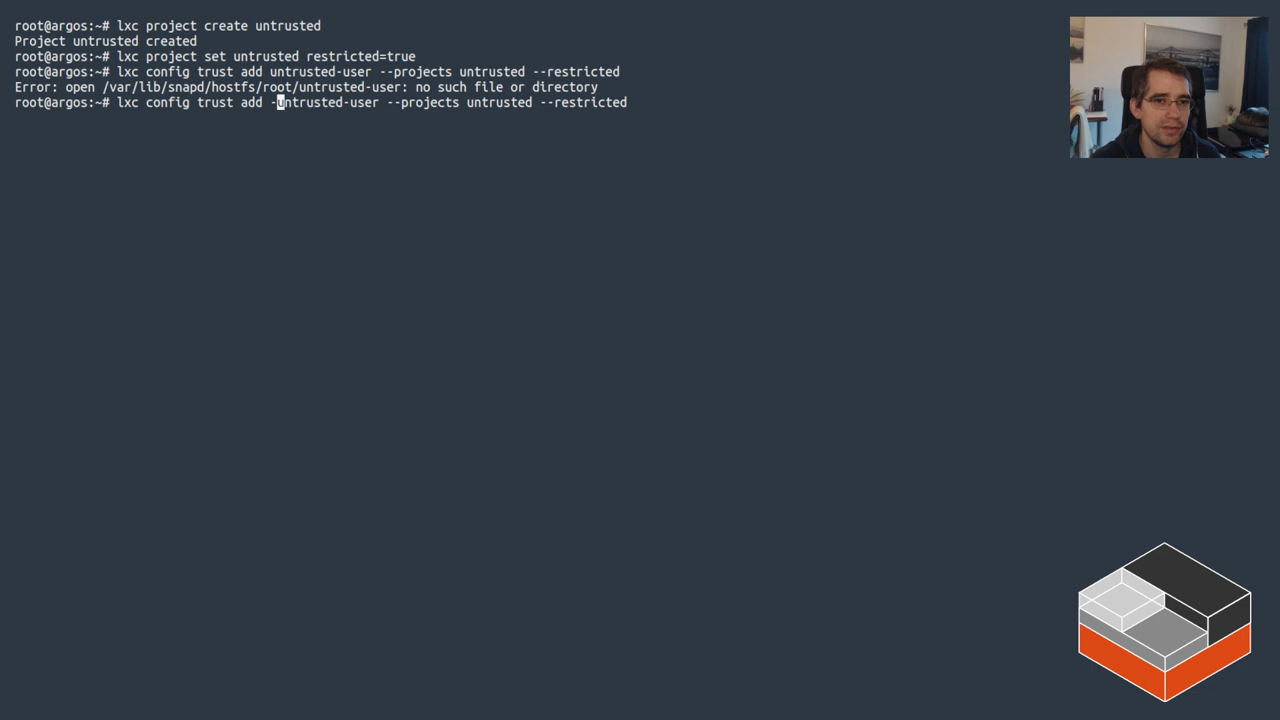 root@argos:~# lxc project create untrusted
Project untrusted created
root@argos:~# lxc project set untrusted restricted=true
root@argos:~# lxc config trust add untrusted-user --projects untrusted --restricted
Error: open /var/lib/snapd/hostfs/root/untrusted-user: no such file or directory
root@argos:~# lxc config trust add -untrusted-user --projects untrusted --restricted